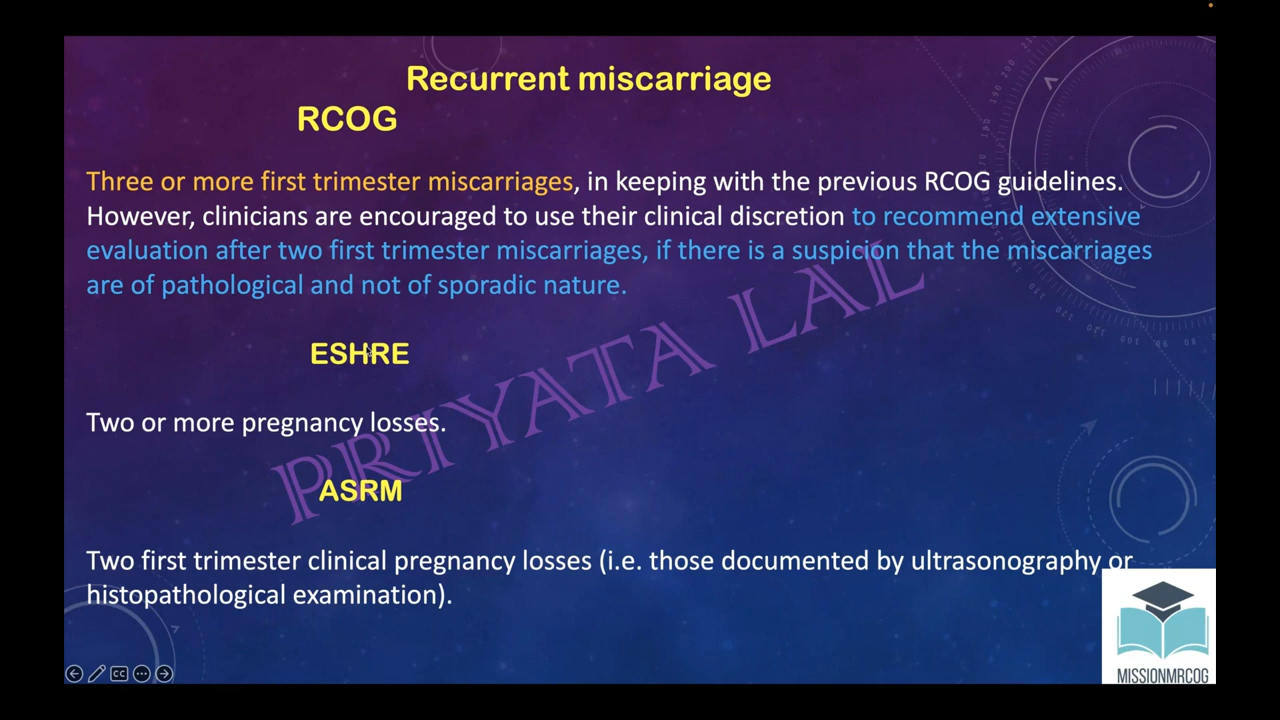 Recurrent miscarriage
RCOG
Three or more first trimester miscarriages, in keeping with the previous RCOG guidelines.
However, clinicians are encouraged to use their clinical discretion to recommend extensive
evaluation after two first trimester miscarriages, if there is a suspicion that the miscarriages
are of pathological and not of sporadic nature.
ESHRE
Two or more pregnancy losses.
PRIYATA LAL
ASRM
Two first trimester clinical pregnancy losses (i.e. those documented by ultrasonography or
histopathological examination).
CC
MISSIONMRCOG